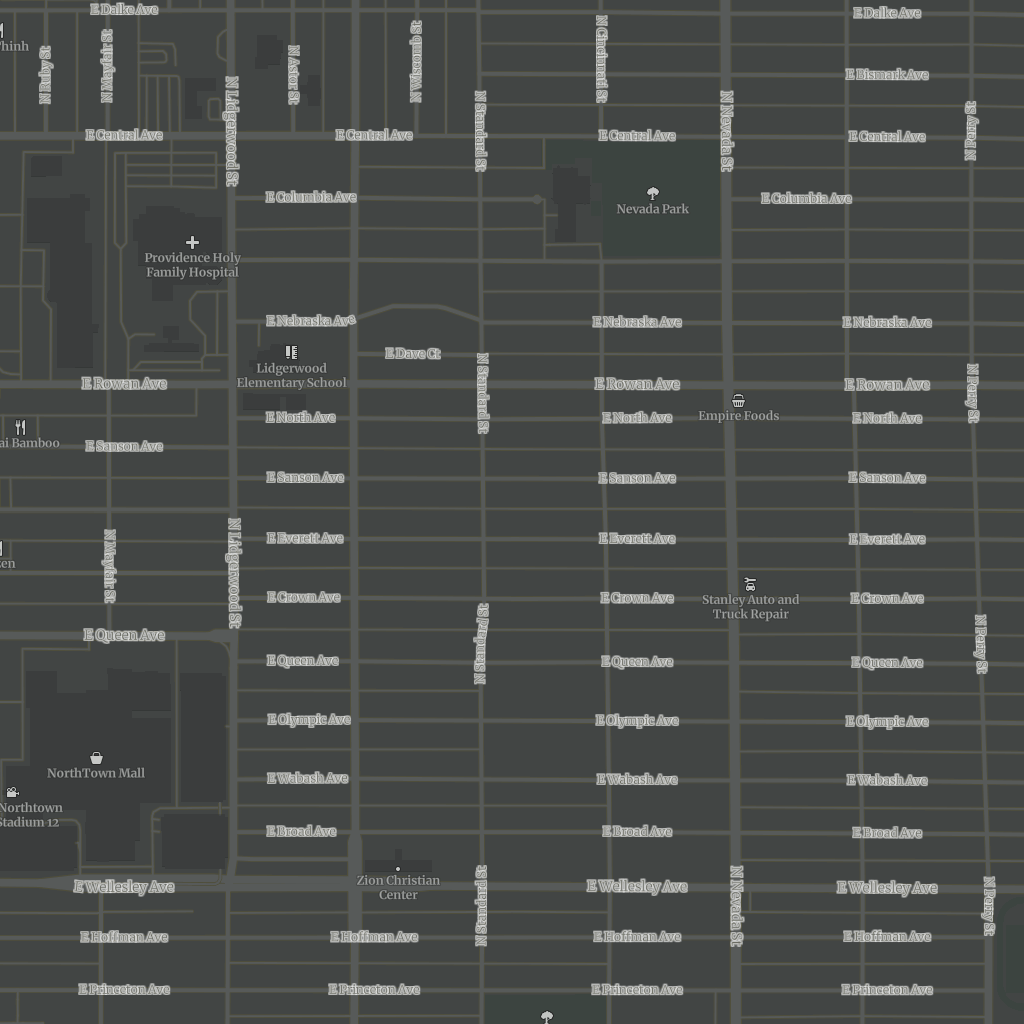 E Dalke Ave
E Dalke Ave
Thinh
N Ruby St
N Mayfair St
N Astor St
N Wiscomb St
N Cincinnati St
E Bismark Ave
N Lidgerwood St
N Standard St
N Nevada St
N Perry St
E Central Ave
E Central Ave
E Central Ave
E Central Ave
E Columbia Ave
E Columbia Ave
Nevada Park
Providence Holy
Family Hospital
E Nebraska Ave
E Nebraska Ave
E Nebraska Ave
E Dave Ct
Lidgerwood
Elementary School
E Rowan Ave
E Rowan Ave
E Rowan Ave
N Standard St
N Perry St
Empire Foods
E North Ave
E North Ave
E North Ave
ai Bamboo
E Sanson Ave
E Sanson Ave
E Sanson Ave
E Sanson Ave
N Mayfair St
N Lidgerwood St
E Everett Ave
E Everett Ave
E Everett Ave
zen
E Crown Ave
E Crown Ave
E Crown Ave
Stanley Auto and
Truck Repair
E Queen Ave
N Standard St
N Perry St
E Queen Ave
E Queen Ave
E Queen Ave
E Olympic Ave
E Olympic Ave
E Olympic Ave
NorthTown Mall
E Wabash Ave
E Wabash Ave
E Wabash Ave
Northtown
Stadium 12
E Broad Ave
E Broad Ave
E Broad Ave
E Wellesley Ave
Zion Christian
Center
E Wellesley Ave
E Wellesley Ave
N Standard St
N Nevada St
N Perry St
E Hoffman Ave
E Hoffman Ave
E Hoffman Ave
E Hoffman Ave
E Princeton Ave
E Princeton Ave
E Princeton Ave
E Princeton Ave